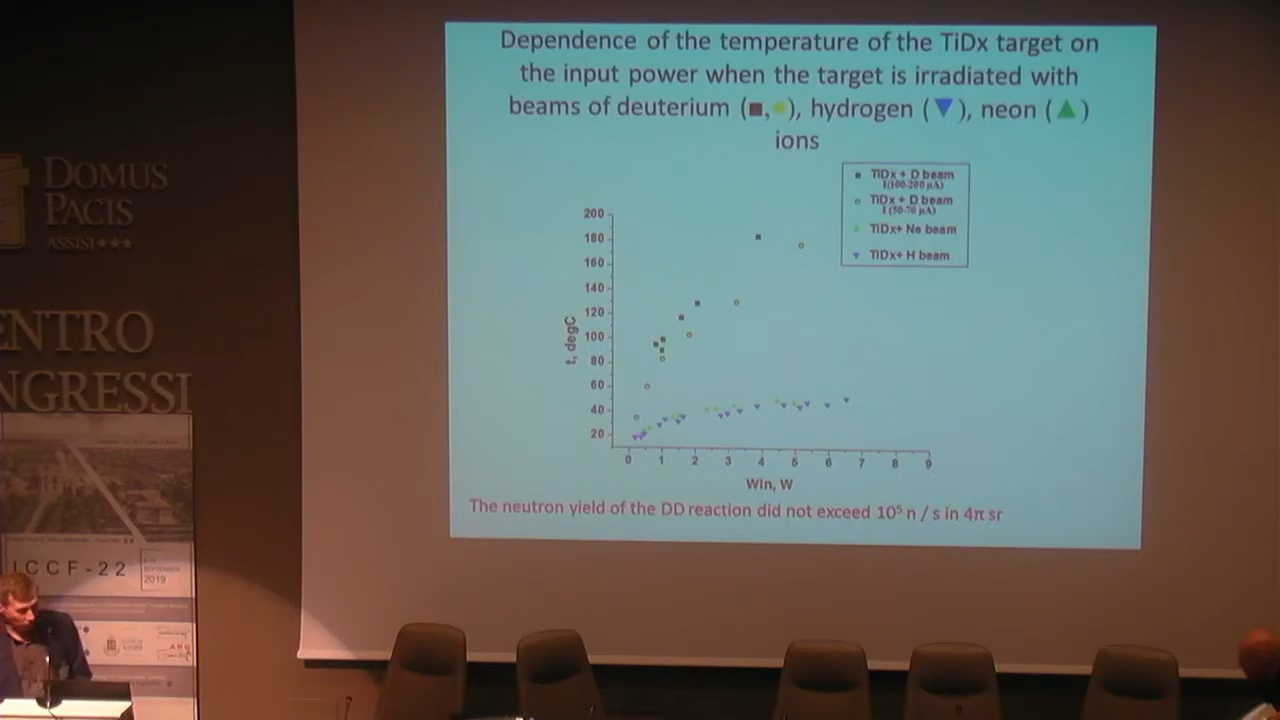 Dependence of the temperature of the TiDx target on
the input power when the target is irradiated with
beams of deuterium (■,●), hydrogen (▼), neon (▲)
ions
TiDx + D beam
I(100-200 μA)
TiDx + D beam
I (50-70 μA)
TiDx+ Ne beam
TiDx+ H beam
200
180
160
140
120
100
80
60
40
20
t, degC
0 1 2 3 4 5 6 7 8 9
Win, W
The neutron yield of the DD reaction did not exceed 10⁵ n / s in 4π sr
DOMUS
PACIS
ASSISI★★★
ENTRO
NGRESSI
ICCF-22
SEPTEMBER
2019